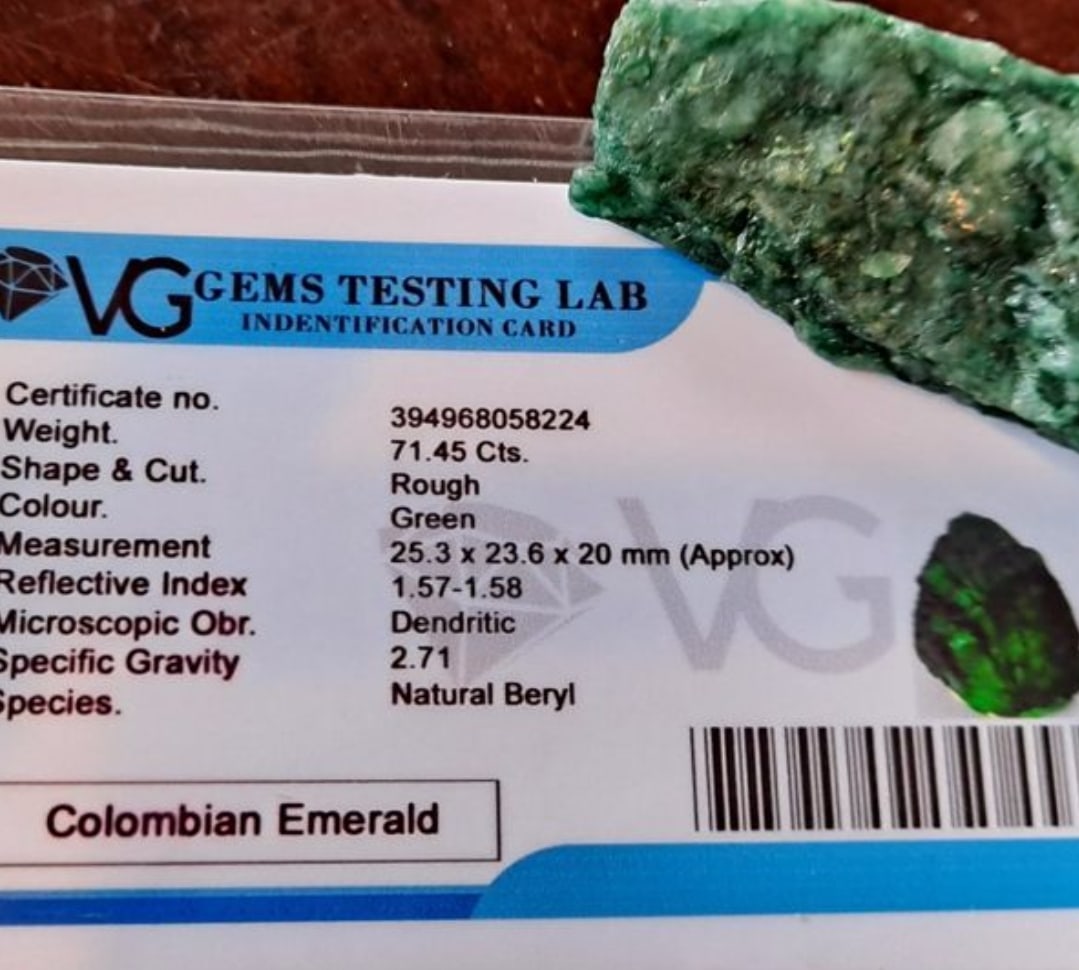 VG GEMS TESTING LAB
INDENTIFICATION CARD
Certificate no. 394968058224
Weight. 71.45 Cts.
Shape & Cut. Rough
Colour. Green
Measurement 25.3 x 23.6 x 20 mm (Approx)
Reflective Index 1.57-1.58
Microscopic Obr. Dendritic
Specific Gravity 2.71
Species. Natural Beryl
VG
Colombian Emerald